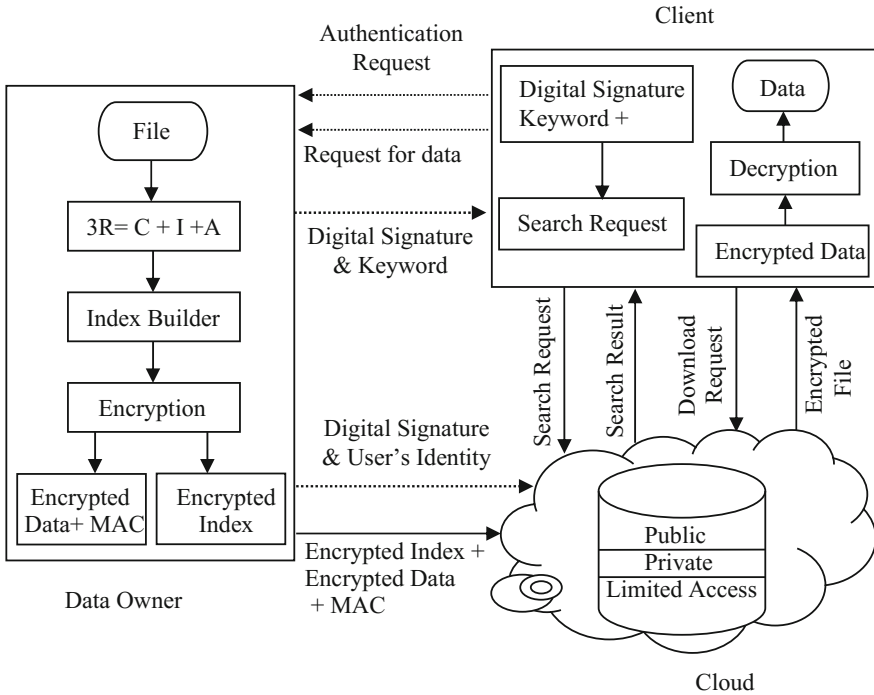 Client
Authentication
Request
Digital Signature
Keyword +
Data
File
Request for data
Decryption
3R= C + I +A
Search Request
Digital Signature
& Keyword
Encrypted Data
Index Builder
Search Request
Search Result
Download
Request
Encrypted
File
Encryption
Digital Signature
& User's Identity
Encrypted
Data+ MAC
Encrypted
Index
Public
Private
Limited Access
Encrypted Index +
Encrypted Data
+ MAC
Data Owner
Cloud